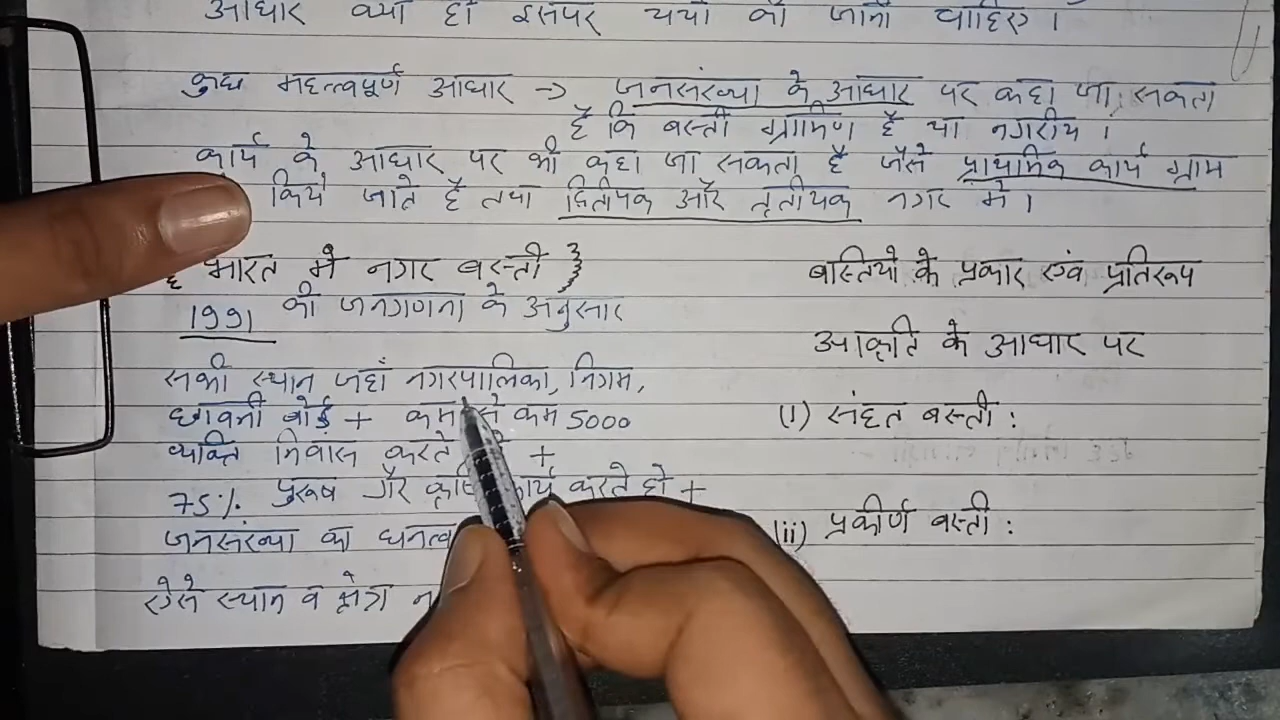 आधार क्या हो इसपर चर्चा की जानी चाहिए।
कुछ महत्त्वपूर्ण आधार → जनसंख्या के आधार पर कहा जा सकता
है कि बस्ती ग्रामिण है या नगरीय।
कार्य के आधार पर भी कहा जा सकता है जैसे प्राथमिक कार्य ग्राम
किये जाते है तथा द्वितीयक और तृतीयक नगर में।
भारत मे नगर बस्ती
1991 की जनगणना के अनुसार
सभी स्थान जहाँ नगरपालिका, निगम,
छावनी बोर्ड + कम से कम 5000
व्यक्ति निवास करते +
75% पुरूष गैर कृषि कार्य करते हो +
जनसंख्या का घनत्व
ऐसे स्थान व क्षेत्र
बस्तियो के प्रकार एवं प्रतिरूप
आकृति के आधार पर
(i) संहत बस्ती :
(ii) प्रकीर्ण बस्ती :